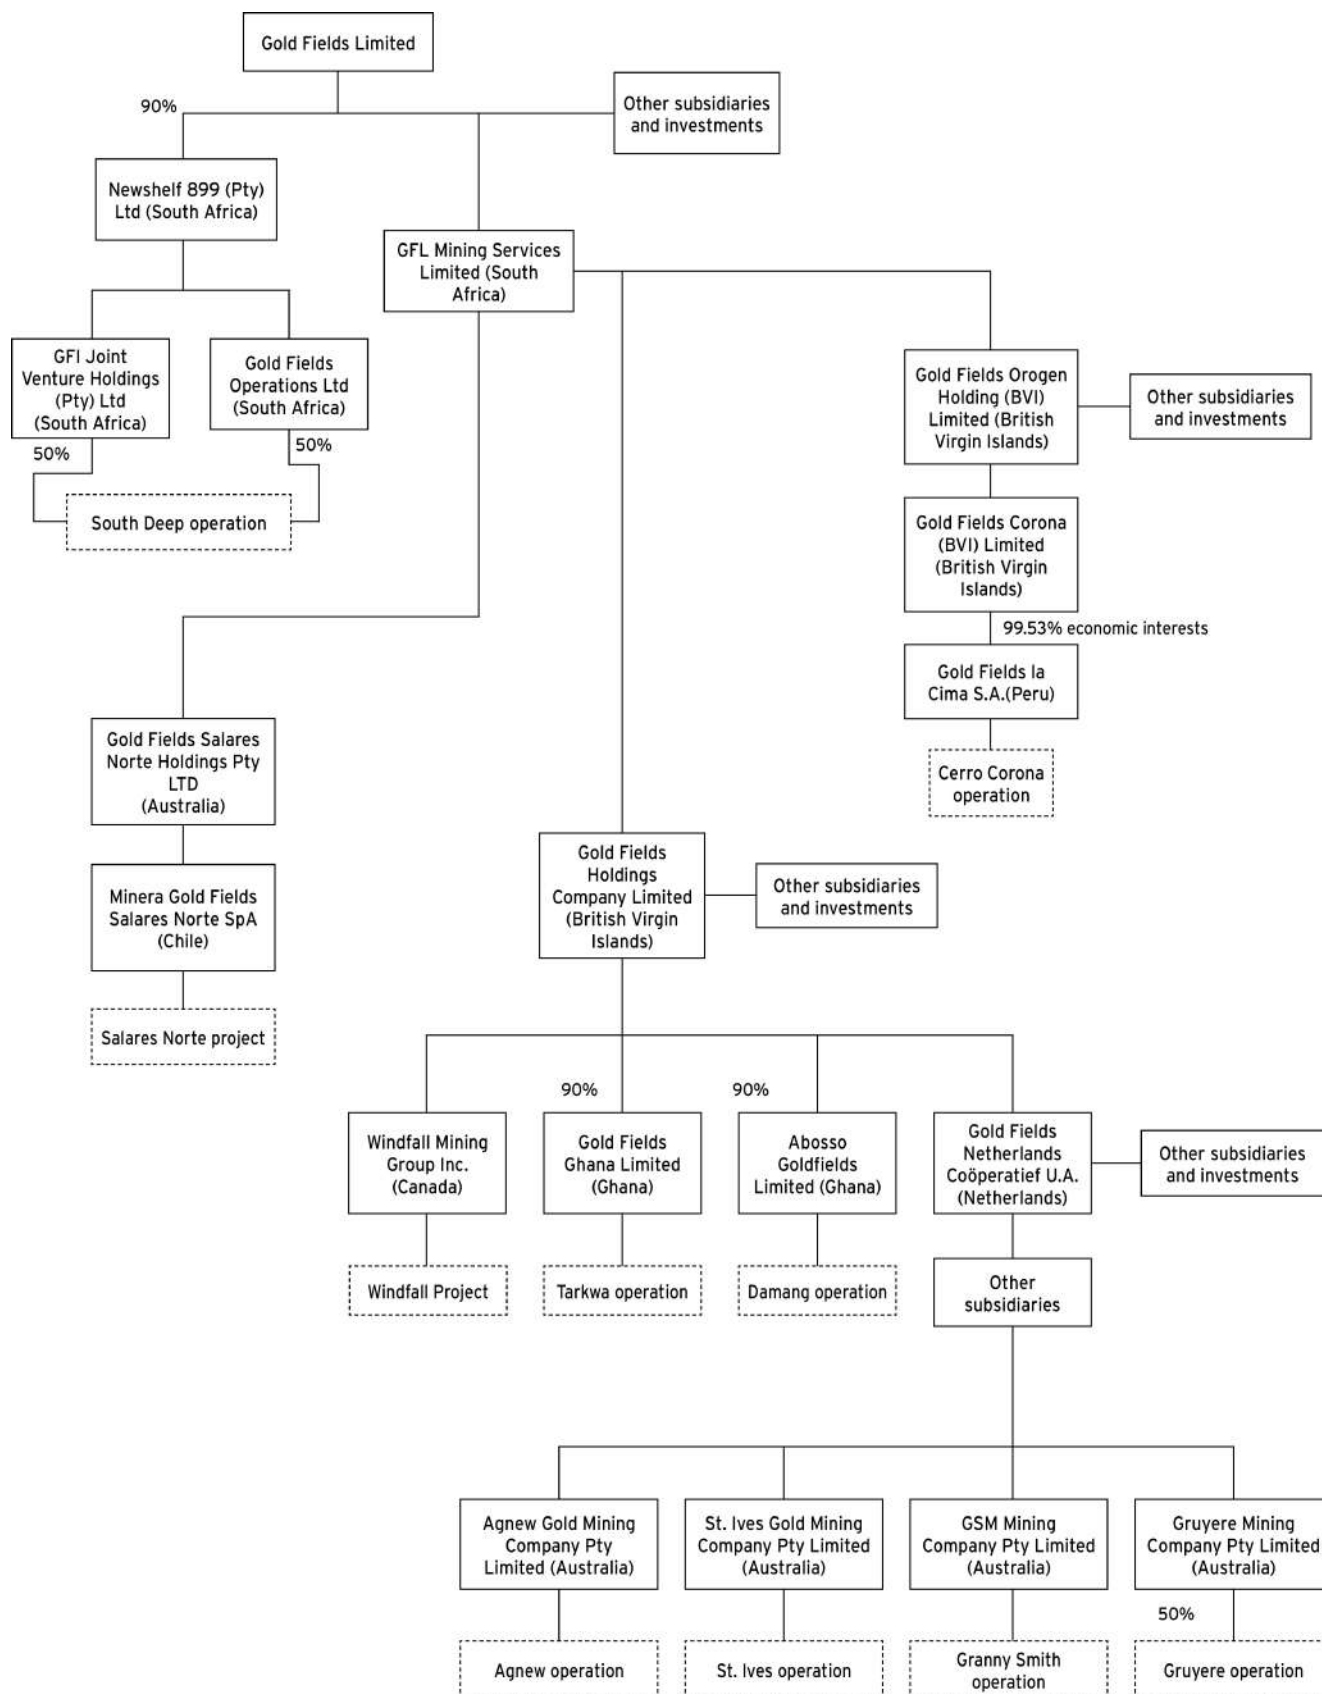 Gold Fields Limited
Other subsidiaries
and investments
90%
Newshelf 899 (Pty)
Ltd (South Africa)
GFL Mining Services
Limited (South
Africa)
GFI Joint
Venture Holdings
(Pty) Ltd
(South Africa)
Gold Fields
Operations Ltd
(South Africa)
Gold Fields Orogen
Holding (BVI)
Limited (British
Virgin Islands)
Other subsidiaries
and investments
50%
50%
South Deep operation
Gold Fields Corona
(BVI) Limited
(British Virgin
Islands)
99.53% economic interests
Gold Fields la
Cima S.A.(Peru)
Gold Fields Salares
Norte Holdings Pty
LTD
(Australia)
Cerro Corona
operation
Minera Gold Fields
Salares Norte SpA
(Chile)
Gold Fields
Holdings
Company Limited
(British Virgin
Islands)
Other subsidiaries
and investments
Salares Norte project
90%
90%
Windfall Mining
Group Inc.
(Canada)
Gold Fields
Ghana Limited
(Ghana)
Abosso
Goldfields
Limited (Ghana)
Gold Fields
Netherlands
Coöperatief U.A.
(Netherlands)
Other subsidiaries
and investments
Windfall Project
Tarkwa operation
Damang operation
Other
subsidiaries
Agnew Gold Mining
Company Pty
Limited (Australia)
St. Ives Gold Mining
Company Pty Limited
(Australia)
GSM Mining
Company Pty Limited
(Australia)
Gruyere Mining
Company Pty Limited
(Australia)
50%
Agnew operation
St. Ives operation
Granny Smith
operation
Gruyere operation